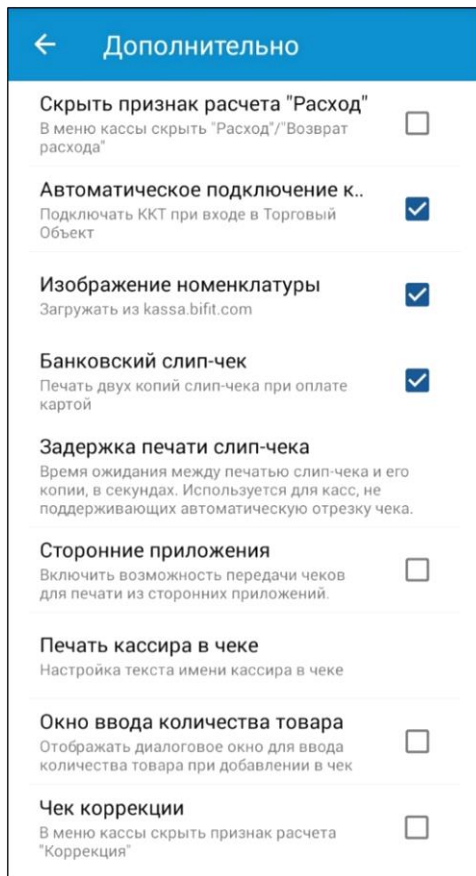 Дополнительно
Скрыть признак расчета "Расход"
В меню кассы скрыть "Расход"/"Возврат
расхода"
Автоматическое подключение к..
Подключать ККТ при входе в Торговый
Объект
Изображение номенклатуры
Загружать из kassa.bifit.com
Банковский слип-чек
Печать двух копий слип-чека при оплате
картой
Задержка печати слип-чека
Время ожидания между печатью слип-чека и его
копии, в секундах. Используется для касс, не
поддерживающих автоматическую отрезку чека.
Сторонние приложения
Включить возможность передачи чеков
для печати из сторонних приложений.
Печать кассира в чеке
Настройка текста имени кассира в чеке
Окно ввода количества товара
Отображать диалоговое окно для ввода
количества товара при добавлении в чек
Чек коррекции
В меню кассы скрыть признак расчета
"Коррекция"